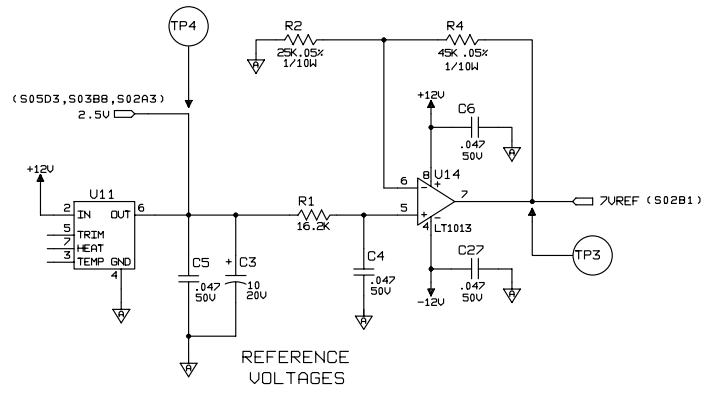 TP4
R2
25K.05%
1/10W
A
R4
45K .05%
1/10W
(S05D3,S03B8,S02A3)
2.5V
+12V
C6
.047
50V
A
+12V
U11
2 IN OUT 6
5 TRIM
7 HEAT
3 TEMP GND
4
A
R1
16.2K
6 -
5 +
8 +
U14
7
LT1013
4 -
7VREF (S02B1)
TP3
C5
.047
50V
+ C3
10
20V
A
C4
.047
50V
A
C27
.047
50V
A
-12V
REFERENCE
VOLTAGES